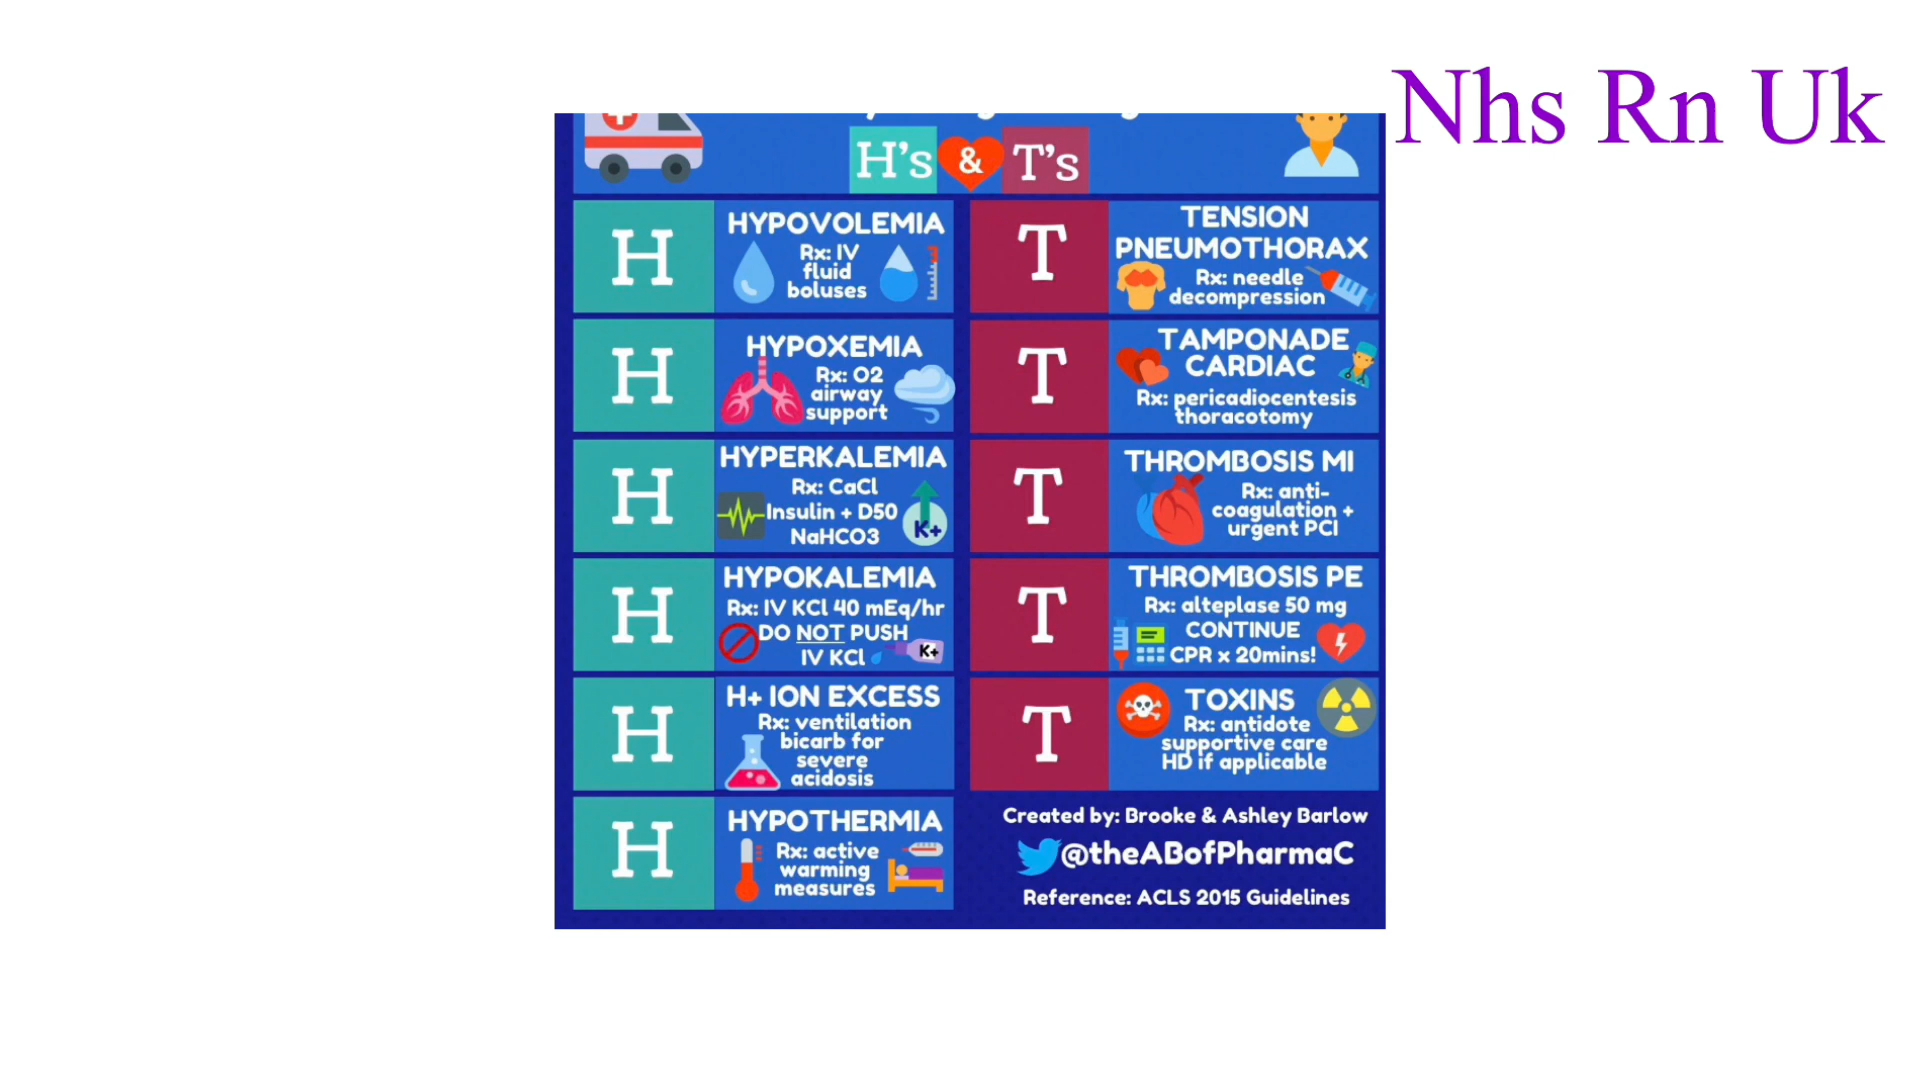 Nhs Rn Uk
H's & T's
H
HYPOVOLEMIA
Rx: IV
fluid
boluses
T
TENSION
PNEUMOTHORAX
Rx: needle
decompression
H
HYPOXEMIA
Rx: O2
airway
support
T
TAMPONADE
CARDIAC
Rx: pericadiocentesis
thoracotomy
H
HYPERKALEMIA
Rx: CaCl
Insulin + D50
NaHCO3
K+
T
THROMBOSIS MI
Rx: anti-
coagulation +
urgent PCI
H
HYPOKALEMIA
Rx: IV KCl 40 mEq/hr
DO NOT PUSH
IV KCl
K+
T
THROMBOSIS PE
Rx: alteplase 50 mg
CONTINUE
CPR x 20mins!
H
H+ ION EXCESS
Rx: ventilation
bicarb for
severe
acidosis
T
TOXINS
Rx: antidote
supportive care
HD if applicable
H
HYPOTHERMIA
Rx: active
warming
measures
Created by: Brooke & Ashley Barlow
@theABofPharmaC
Reference: ACLS 2015 Guidelines